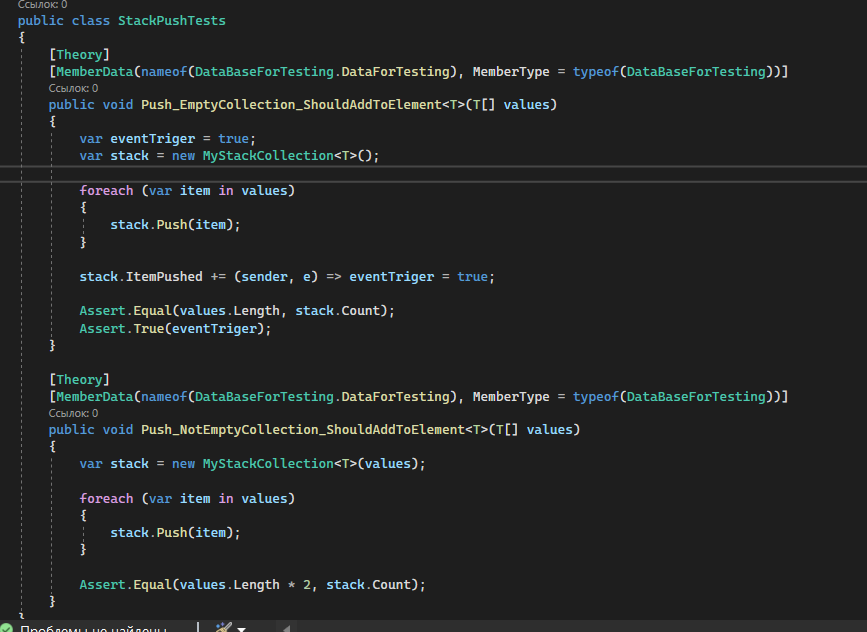 Ссылок: 0
public class StackPushTests
{
[Theory]
[MemberData(nameof(DataBaseForTesting.DataForTesting), MemberType = typeof(DataBaseForTesting))]
Ссылок: 0
public void Push_EmptyCollection_ShouldAddToElement<T>(T[] values)
{
var eventTriger = true;
var stack = new MyStackCollection<T>();
foreach (var item in values)
{
stack.Push(item);
}
stack.ItemPushed += (sender, e) => eventTriger = true;
Assert.Equal(values.Length, stack.Count);
Assert.True(eventTriger);
}
[Theory]
[MemberData(nameof(DataBaseForTesting.DataForTesting), MemberType = typeof(DataBaseForTesting))]
Ссылок: 0
public void Push_NotEmptyCollection_ShouldAddToElement<T>(T[] values)
{
var stack = new MyStackCollection<T>(values);
foreach (var item in values)
{
stack.Push(item);
}
Assert.Equal(values.Length * 2, stack.Count);
}
}
Проблемы не найдены